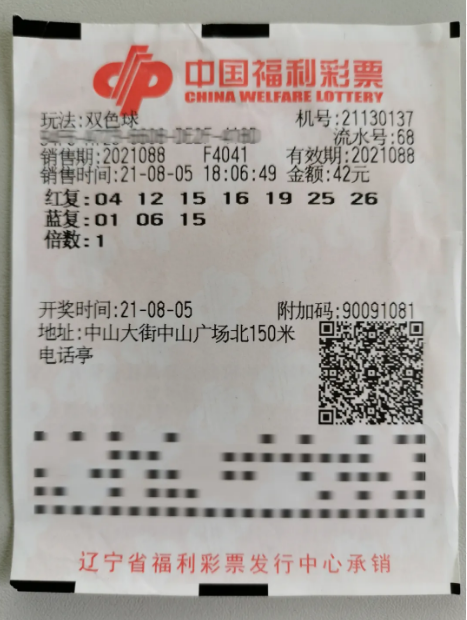 中国福利彩票
CHINA WELFARE LOTTERY
玩法:双色球 机号:21130137
流水号:68
销售期:2021088 F4041 有效期:2021088
销售时间:21-08-05 18:06:49 金额:42元
红复:04 12 15 16 19 25 26
蓝复:01 06 15
倍数:1
开奖时间:21-08-05 附加码:90091081
地址:中山大街中山广场北150米
电话亭
辽宁省福利彩票发行中心承销